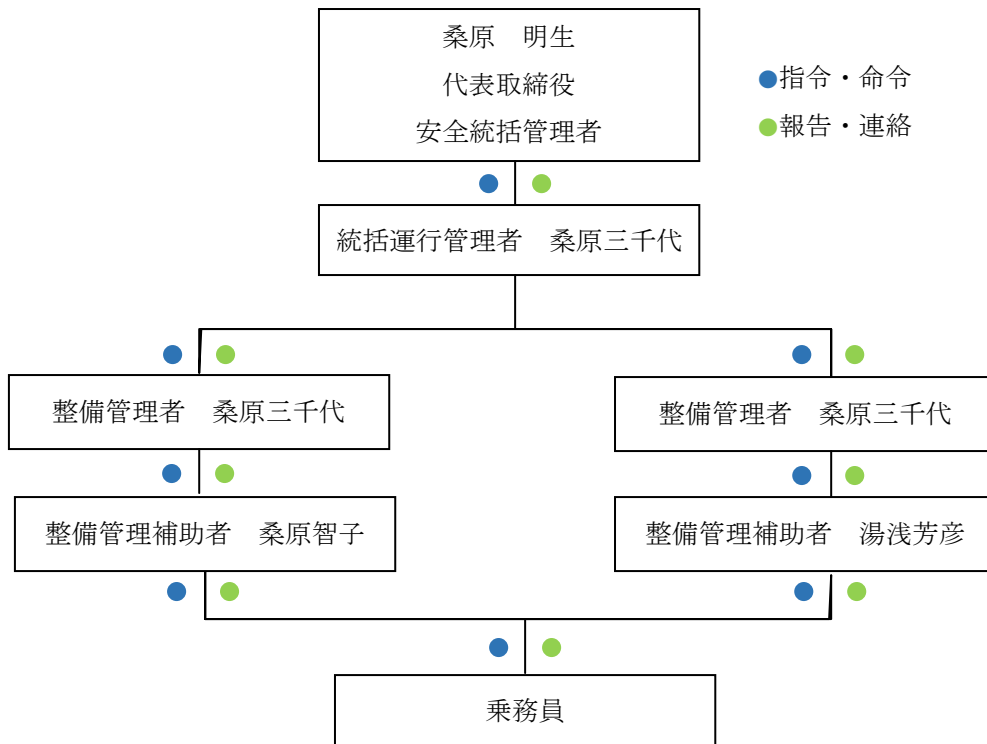 桑原　明生
代表取締役
安全統括管理者
●指令・命令
●報告・連絡
統括運行管理者　桑原三千代
整備管理者　桑原三千代
整備管理者　桑原三千代
整備管理補助者　桑原智子
整備管理補助者　湯浅芳彦
乗務員